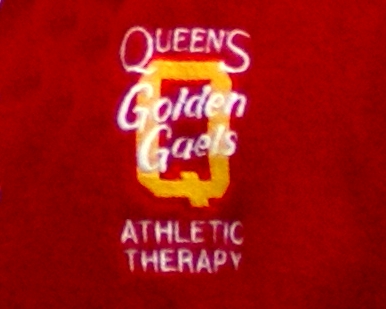 QUEEN'S
Q
Golden
Gaels
ATHLETIC
THERAPY